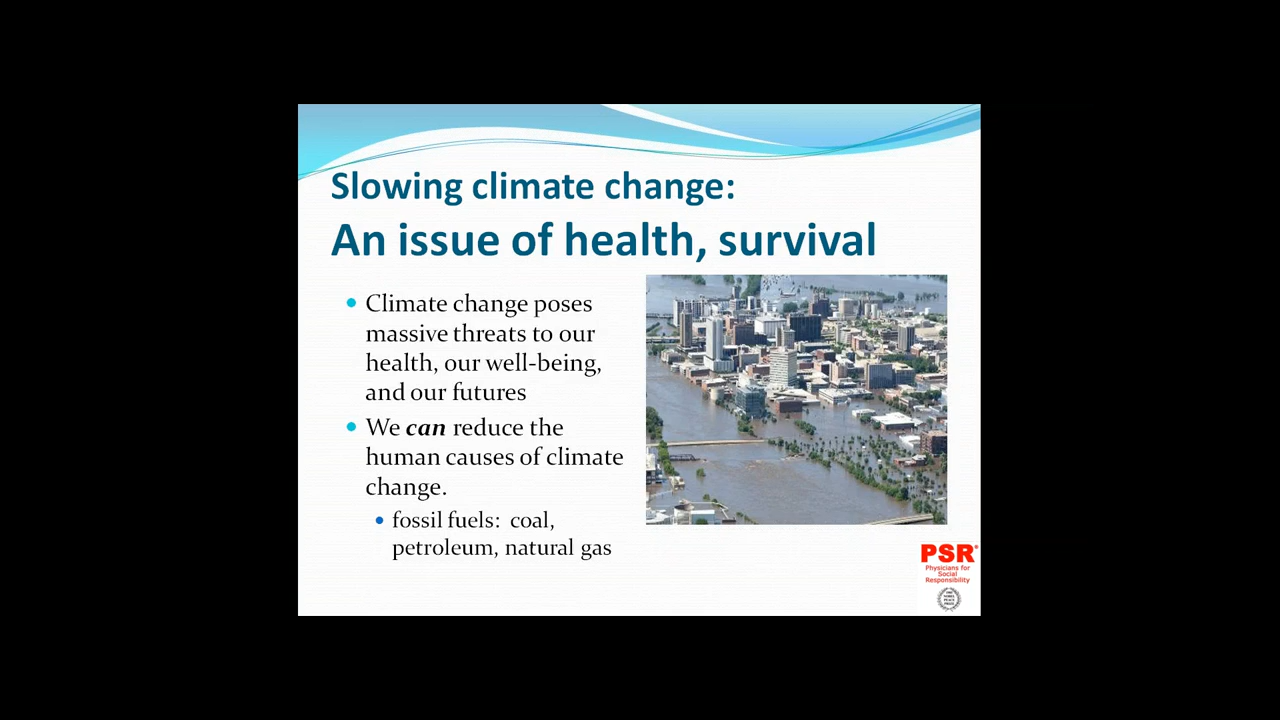 Slowing climate change:
An issue of health, survival
Climate change poses
massive threats to our
health, our well-being,
and our futures
We can reduce the
human causes of climate
change.
fossil fuels:  coal,
petroleum, natural gas
PSR®
Physicians for
Social
Responsibility